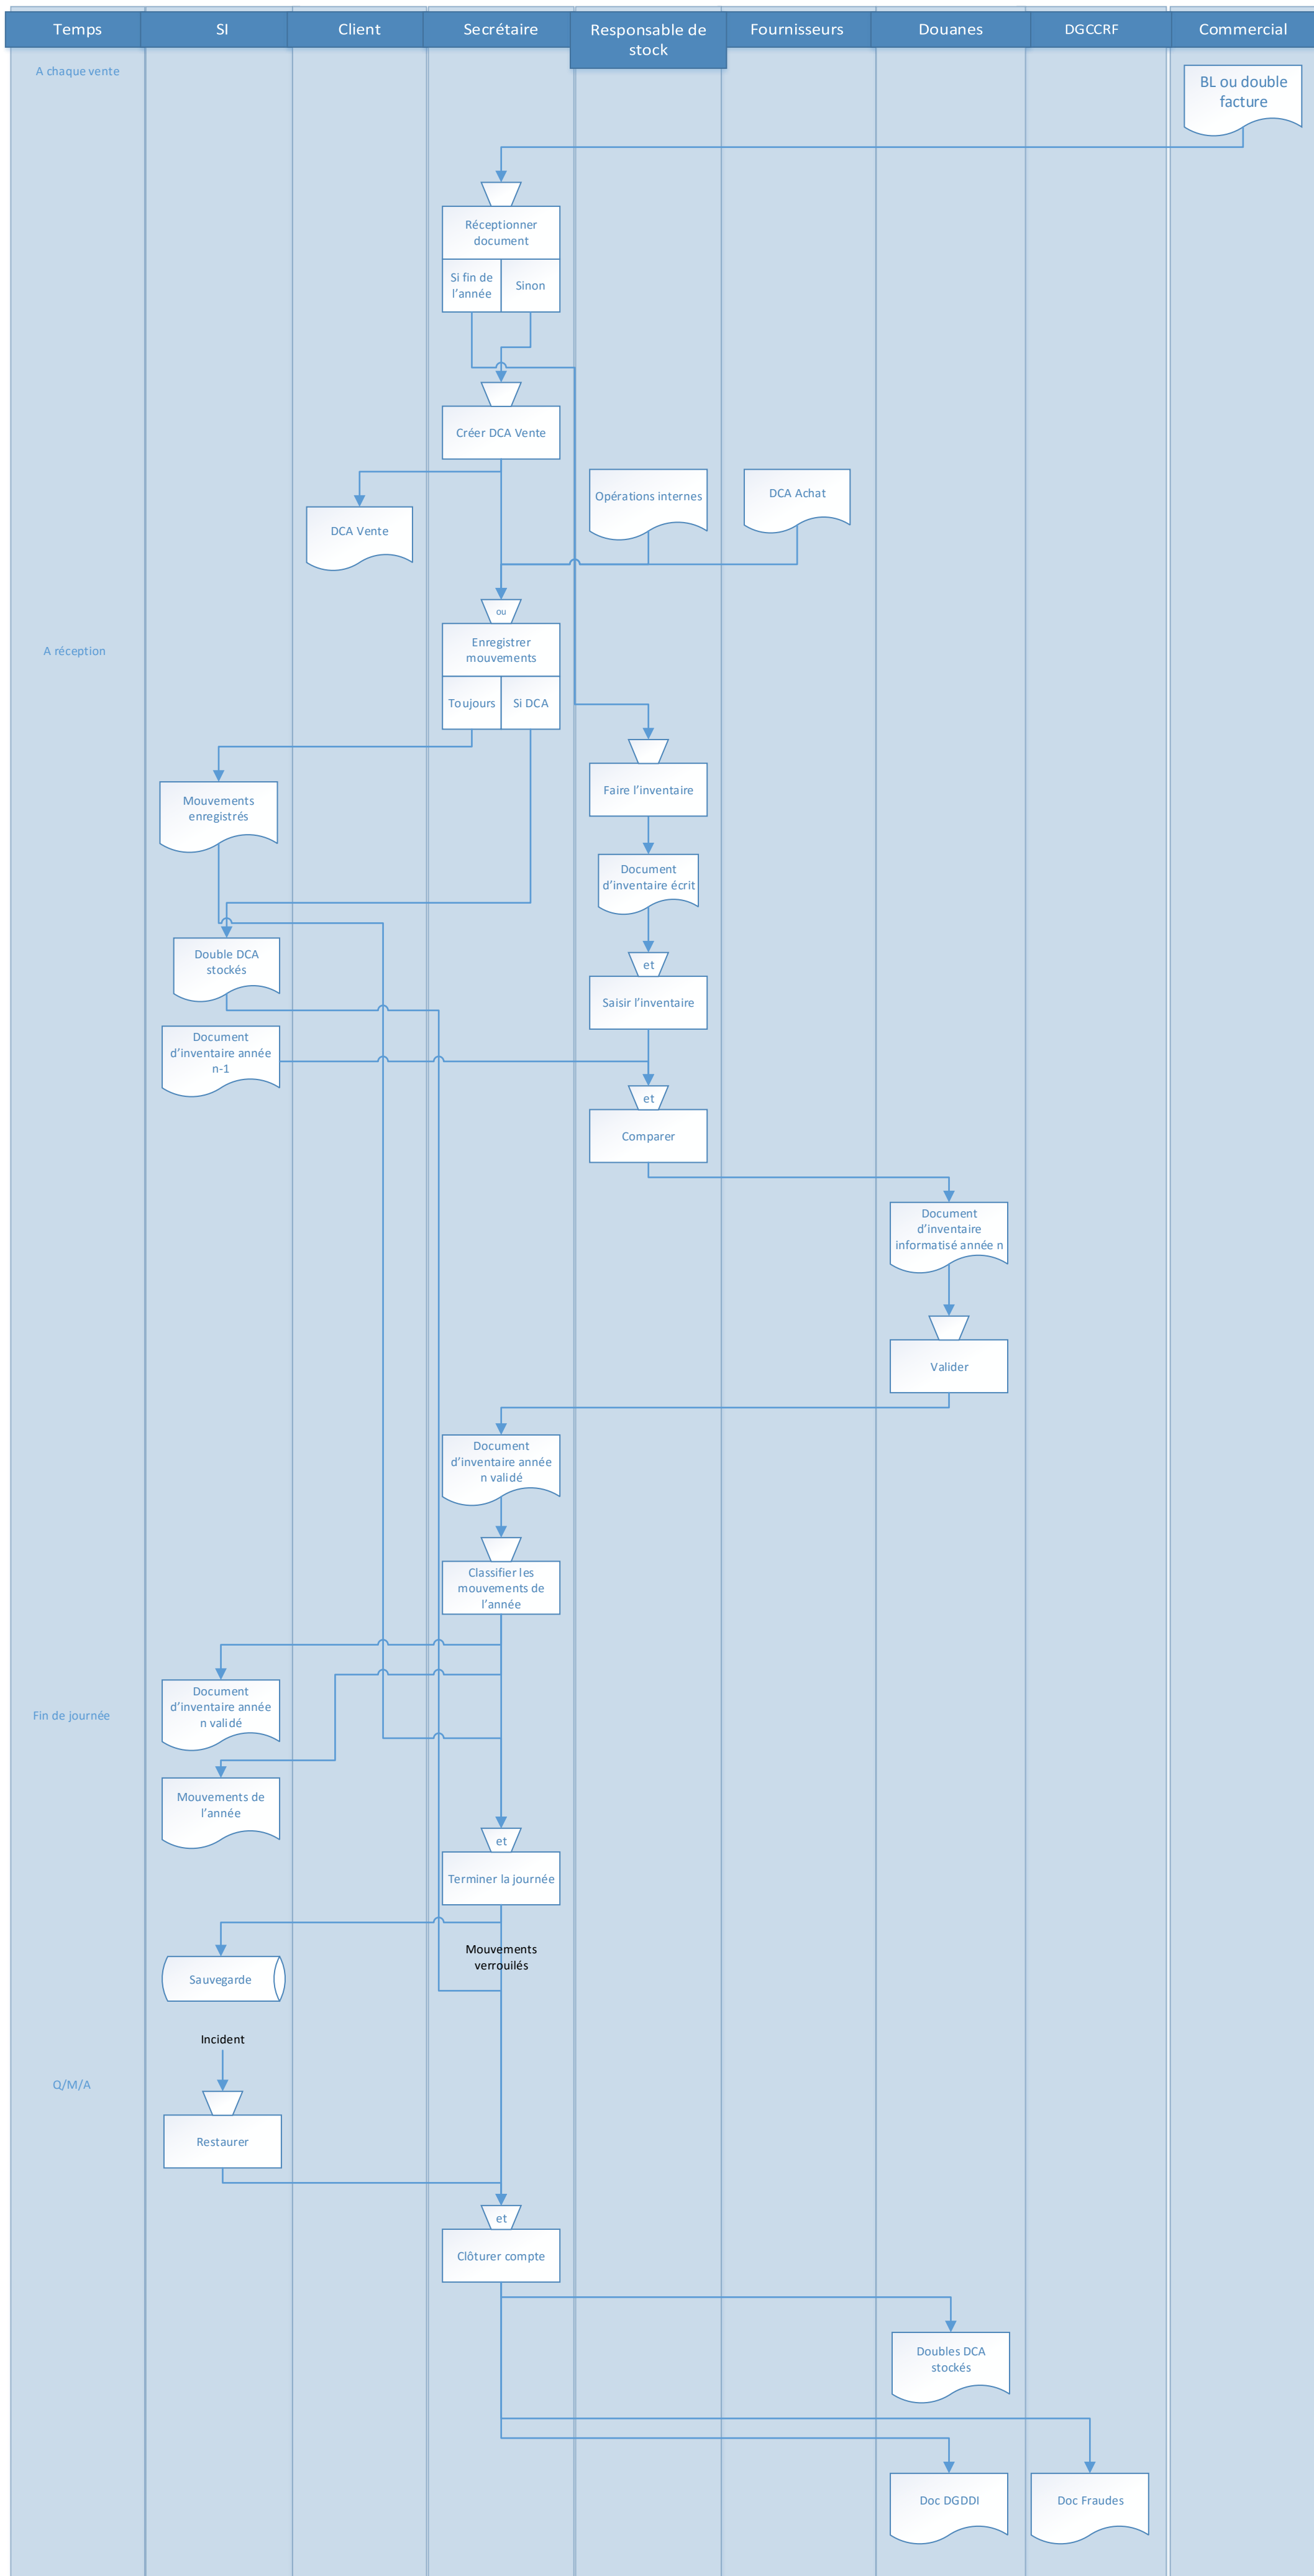 Temps
SI
Client
Secrétaire
Responsable de
stock
Fournisseurs
Douanes
DGCCRF
Commercial
A chaque vente
BL ou double
facture
Réceptionner
document
Si fin de
l’année
Sinon
Créer DCA Vente
Opérations internes
DCA Achat
DCA Vente
ou
Enregistrer
mouvements
A réception
Toujours
Si DCA
Faire l’inventaire
Mouvements
enregistrés
Document
d’inventaire écrit
Double DCA
stockés
et
Saisir l’inventaire
Document
d’inventaire année
n-1
et
Comparer
Document
d’inventaire
informatisé année n
Valider
Document
d’inventaire année
n validé
Classifier les
mouvements de
l’année
Document
d’inventaire année
n validé
Fin de journée
Mouvements de
l’année
et
Terminer la journée
Mouvements
verrouilés
Sauvegarde
Incident
Q/M/A
Restaurer
et
Clôturer compte
Doubles DCA
stockés
Doc DGDDI
Doc Fraudes